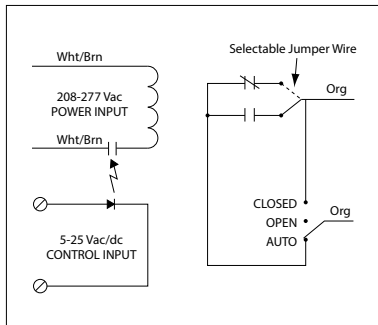 Selectable Jumper Wire
Wht/Brn
208-277 Vac
POWER INPUT
Org
Wht/Brn
CLOSED
OPEN
AUTO
Org
5-25 Vac/dc
CONTROL INPUT